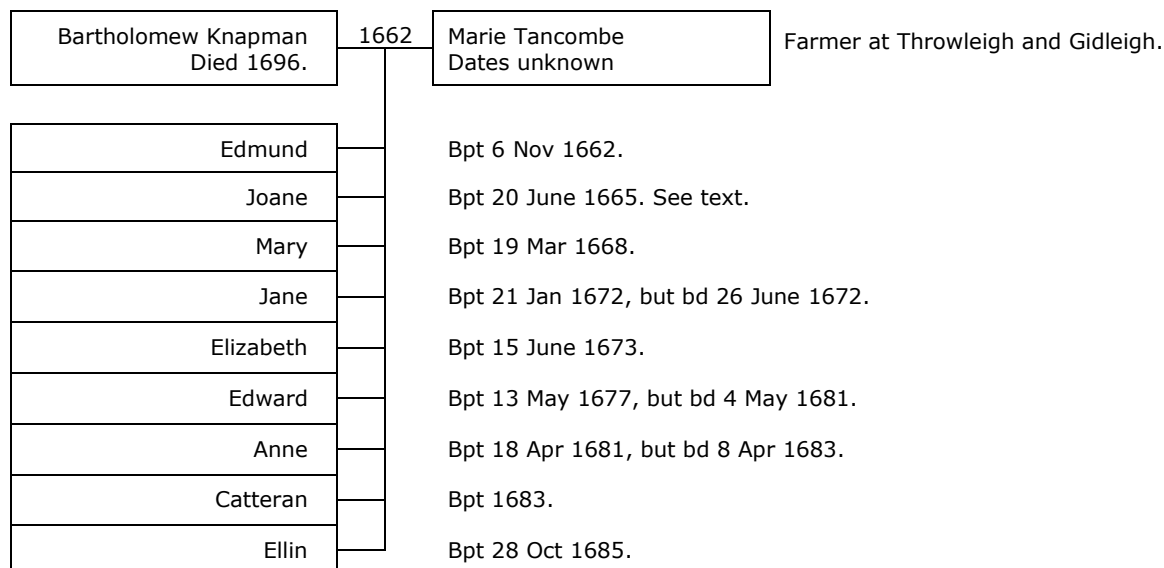 Bartholomew Knapman 1662 Marie Tancombe Farmer at Throwleigh and Gidleigh.
Died 1696. Dates unknown
Edmund Bpt 6 Nov 1662.
Joane Bpt 20 June 1665. See text.
Mary Bpt 19 Mar 1668.
Jane Bpt 21 Jan 1672, but bd 26 June 1672.
Elizabeth Bpt 15 June 1673.
Edward Bpt 13 May 1677, but bd 4 May 1681.
Anne Bpt 18 Apr 1681, but bd 8 Apr 1683.
Catteran Bpt 1683.
Ellin Bpt 28 Oct 1685.